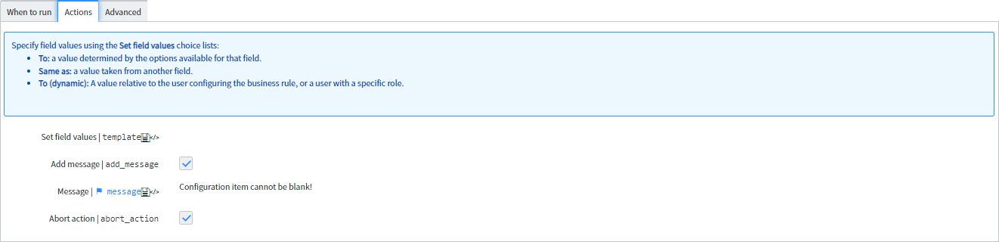 When to run
Actions
Advanced
Specify field values using the Set field values choice lists:
To: a value determined by the options available for that field.
Same as: a value taken from another field.
To (dynamic): A value relative to the user configuring the business rule, or a user with a specific role.
Set field values | template </>
Add message | add_message
Message | message </>
Configuration item cannot be blank!
Abort action | abort_action